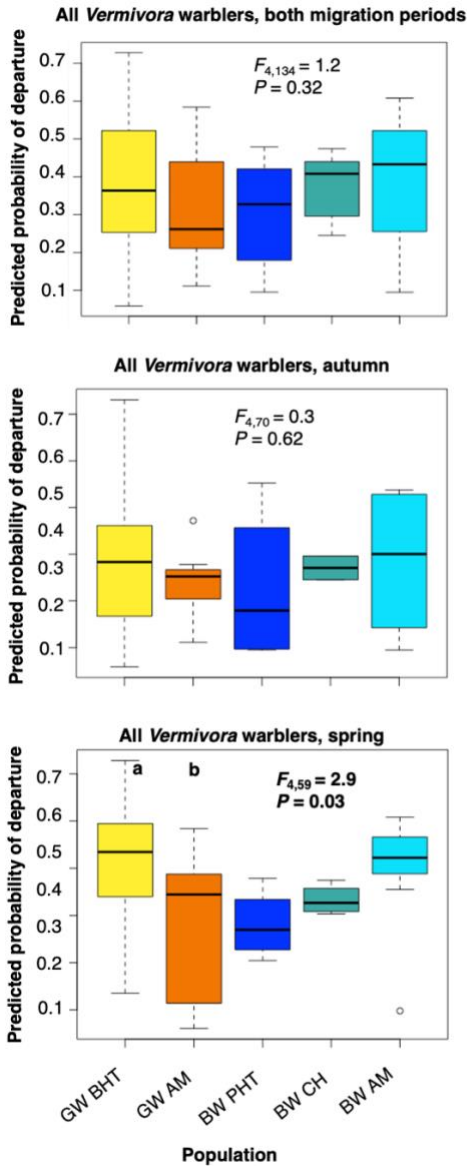 All Vermivora warblers, both migration periods
Predicted probability of departure
0.7
0.6
0.5
0.4
0.3
0.2
0.1
F4,134 = 1.2
P = 0.32
All Vermivora warblers, autumn
Predicted probability of departure
0.7
0.6
0.5
0.4
0.3
0.2
0.1
F4,70 = 0.3
P = 0.62
All Vermivora warblers, spring
Predicted probability of departure
0.7
0.6
0.5
0.4
0.3
0.2
0.1
a b
F4,59 = 2.9
P = 0.03
GW BHT
GW AM
BW PHT
BW CH
BW AM
Population